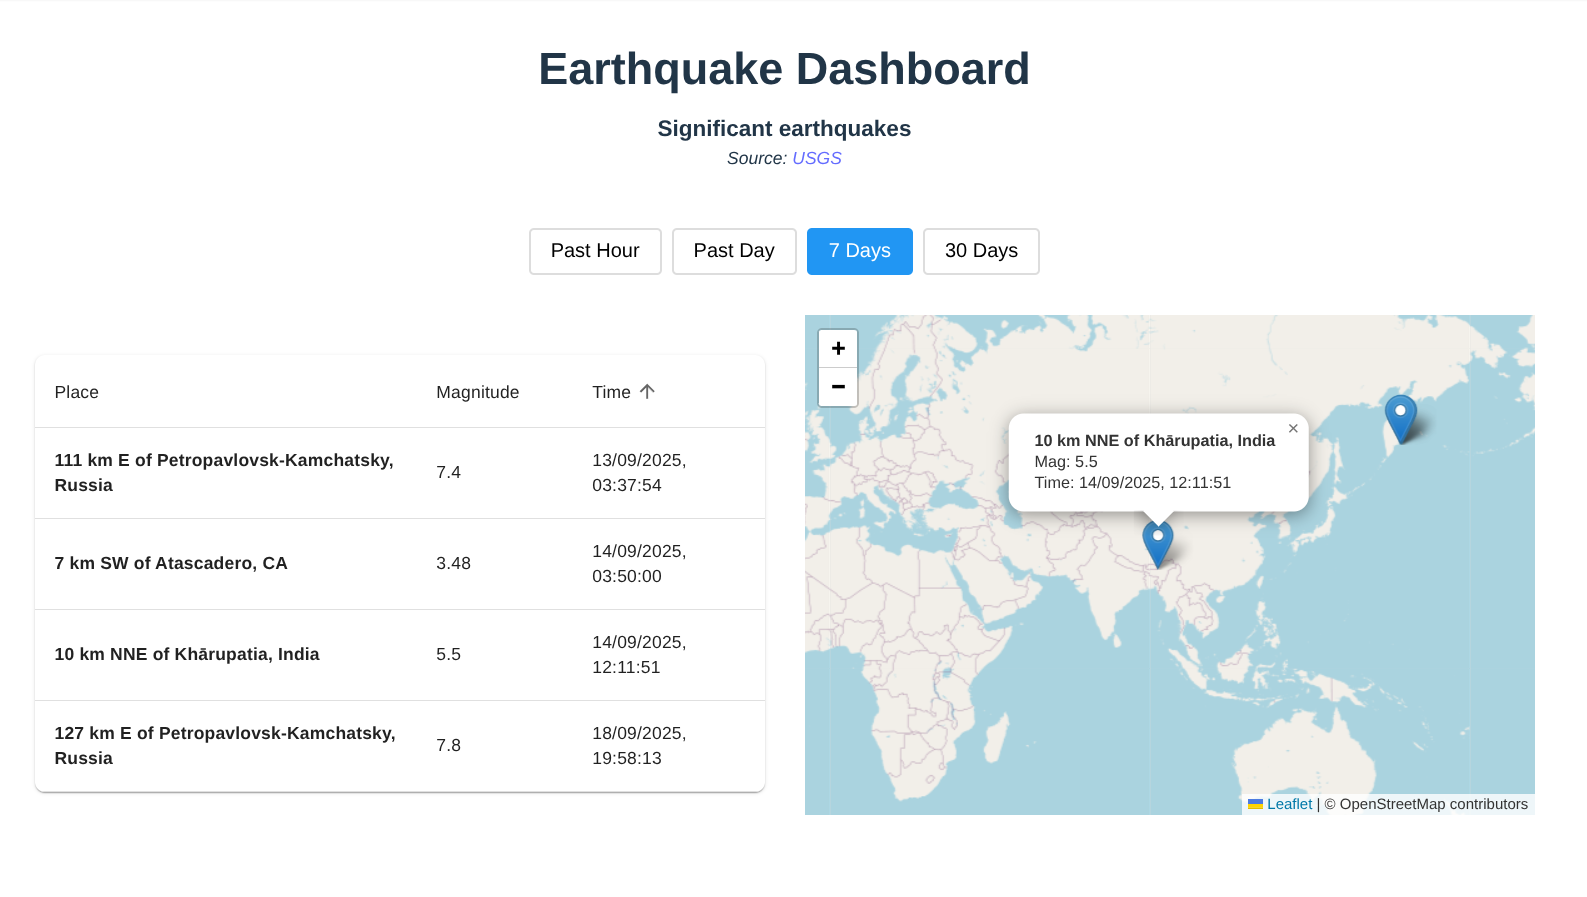 Earthquake Dashboard
Significant earthquakes
Source: USGS
Past Hour
Past Day
7 Days
30 Days
Place
Magnitude
Time
111 km E of Petropavlovsk-Kamchatsky,
Russia
7.4
13/09/2025,
03:37:54
7 km SW of Atascadero, CA
3.48
14/09/2025,
03:50:00
10 km NNE of Khārupatia, India
5.5
14/09/2025,
12:11:51
127 km E of Petropavlovsk-Kamchatsky,
Russia
7.8
18/09/2025,
19:58:13
+
−
10 km NNE of Khārupatia, India
×
Mag: 5.5
Time: 14/09/2025, 12:11:51
Leaflet | © OpenStreetMap contributors